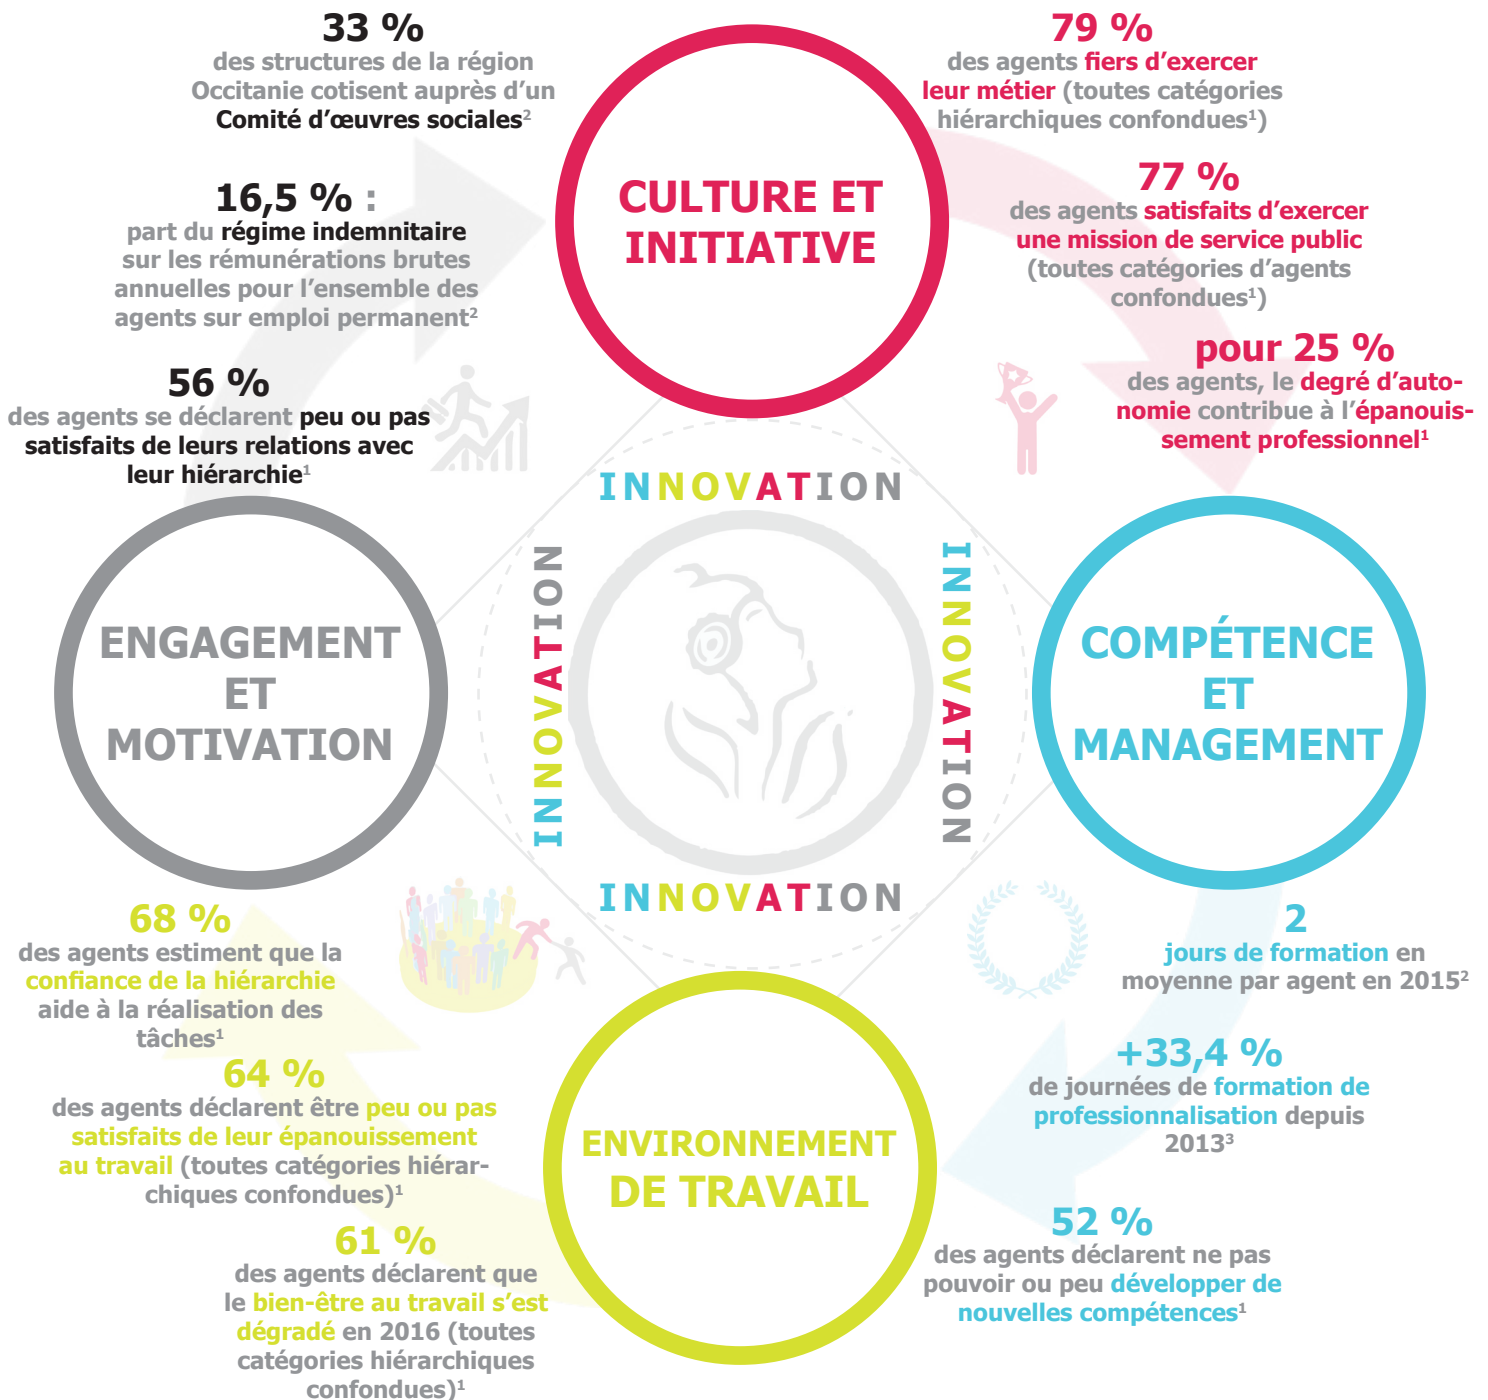 33 %
des structures de la région
Occitanie cotisent auprès d’un
Comité d’œuvres sociales²
16,5 % :
part du régime indemnitaire
sur les rémunérations brutes
annuelles pour l’ensemble des
agents sur emploi permanent²
56 %
des agents se déclarent peu ou pas
satisfaits de leurs relations avec
leur hiérarchie¹
CULTURE ET
INITIATIVE
79 %
des agents fiers d’exercer
leur métier (toutes catégories
hiérarchiques confondues¹)
77 %
des agents satisfaits d’exercer
une mission de service public
(toutes catégories d’agents
confondues¹)
pour 25 %
des agents, le degré d’auto-
nomie contribue à l’épanouis-
sement professionnel¹
INNOVATION
INNOVATION
INNOVATION
INNOVATION
ENGAGEMENT
ET
MOTIVATION
COMPÉTENCE
ET
MANAGEMENT
68 %
des agents estiment que la
confiance de la hiérarchie
aide à la réalisation des
tâches¹
64 %
des agents déclarent être peu ou pas
satisfaits de leur épanouissement
au travail (toutes catégories hiérar-
chiques confondues)¹
61 %
des agents déclarent que
le bien-être au travail s’est
dégradé en 2016 (toutes
catégories hiérarchiques
confondues)¹
ENVIRONNEMENT
DE TRAVAIL
2
jours de formation en
moyenne par agent en 2015²
+33,4 %
de journées de formation de
professionnalisation depuis
2013³
52 %
des agents déclarent ne pas
pouvoir ou peu développer de
nouvelles compétences¹